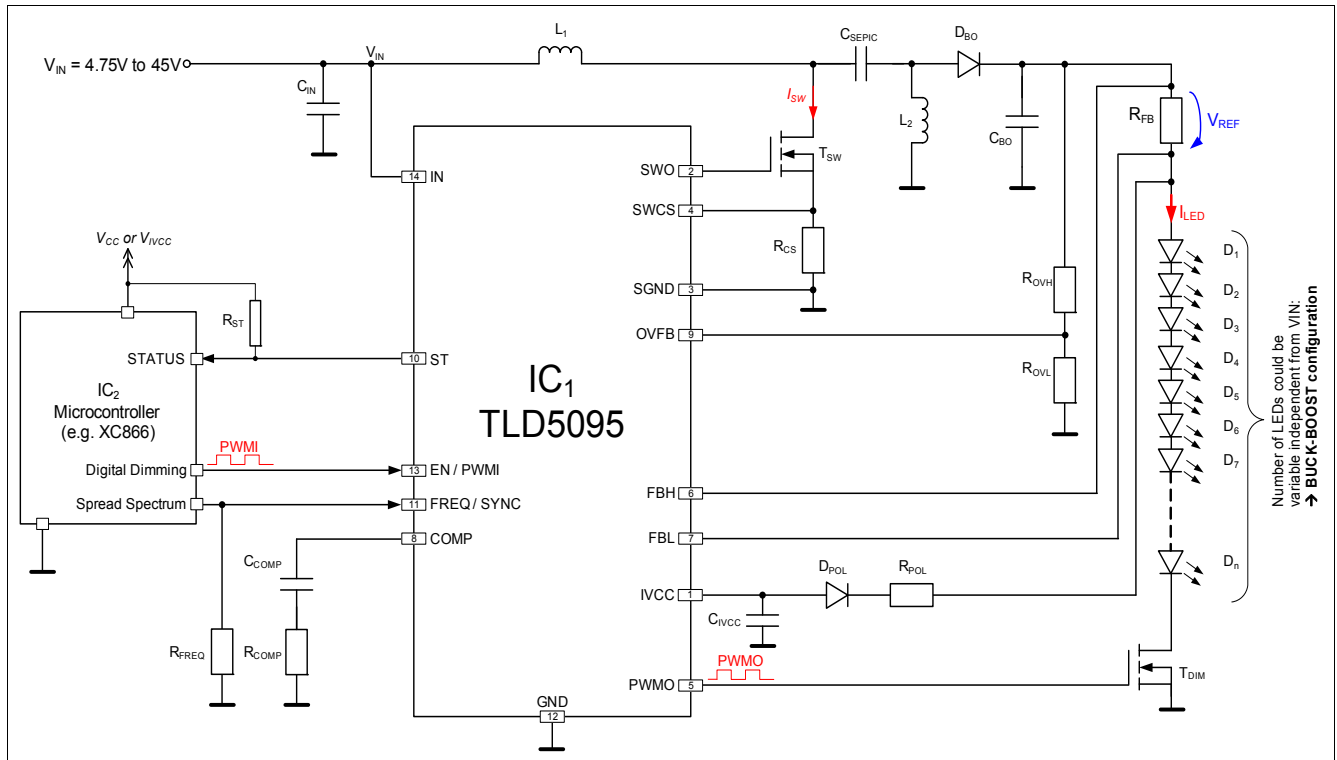 L1
CSEPIC
DBO
VIN = 4.75V to 45V
VIN
CIN
ISW
L2
CBO
RFB
VREF
TSW
SWO
2
14
IN
SWCS
4
RCS
ILED
VCC or VIVCC
D1
SGND
3
ROVH
D2
RST
OVFB
9
D3
STATUS
10
ST
D4
IC1
TLD5095
ROVL
D5
IC2
Microcontroller
(e.g. XC866)
D6
PWMI
D7
Digital Dimming
13
EN / PWMI
Number of LEDs could be
variable independent from VIN:
→ BUCK-BOOST configuration
Spread Spectrum
11
FREQ / SYNC
FBH
6
8
COMP
FBL
7
CCOMP
DPOL
RPOL
Dn
IVCC
1
CIVCC
RFREQ
RCOMP
PWMO
PWMO
5
TDIM
GND
12